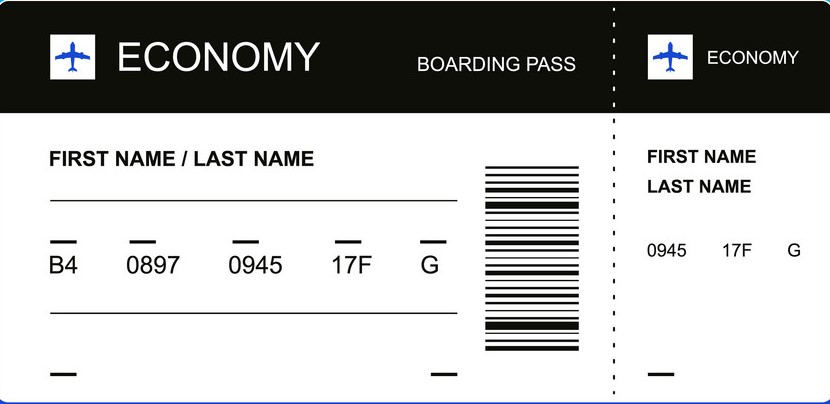 ECONOMY
BOARDING PASS
FIRST NAME / LAST NAME
B4 0897 0945 17F G
ECONOMY
FIRST NAME
LAST NAME
0945 17F G